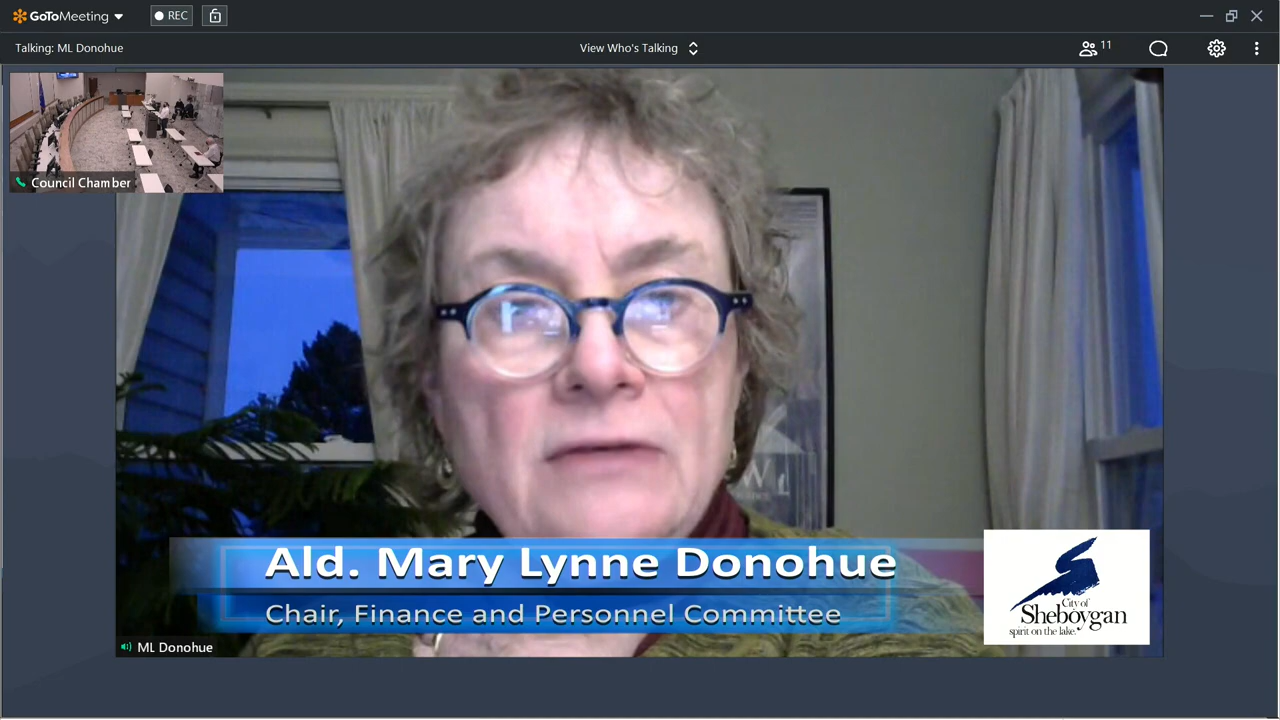 GoToMeeting
REC
Talking: ML Donohue
View Who's Talking
11
Council Chamber
Ald. Mary Lynne Donohue
Chair, Finance and Personnel Committee
City of
Sheboygan
spirit on the lake.
ML Donohue